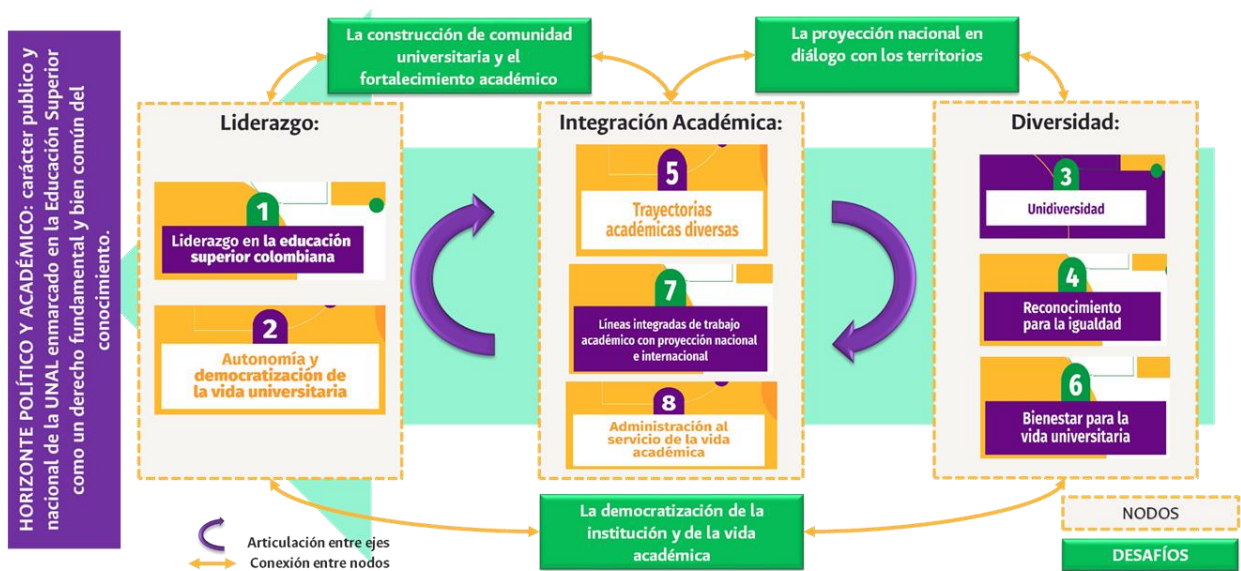 HORIZONTE POLÍTICO Y ACADÉMICO: carácter publico y
nacional de la UNAL enmarcado en la Educación Superior
como un derecho fundamental y bien común del
conocimiento.
La construcción de comunidad
universitaria y el
fortalecimiento académico
La proyección nacional en
diálogo con los territorios
Liderazgo:
1
Liderazgo en la educación
superior colombiana
2
Autonomía y
democratización de
la vida universitaria
Integración Académica:
5
Trayectorias
académicas diversas
7
Líneas integradas de trabajo
académico con proyección nacional
e internacional
8
Administración al
servicio de la vida
académica
Diversidad:
3
Unidiversidad
4
Reconocimiento
para la igualdad
6
Bienestar para la
vida universitaria
La democratización de la
institución y de la vida
académica
Articulación entre ejes
Conexión entre nodos
NODOS
DESAFÍOS